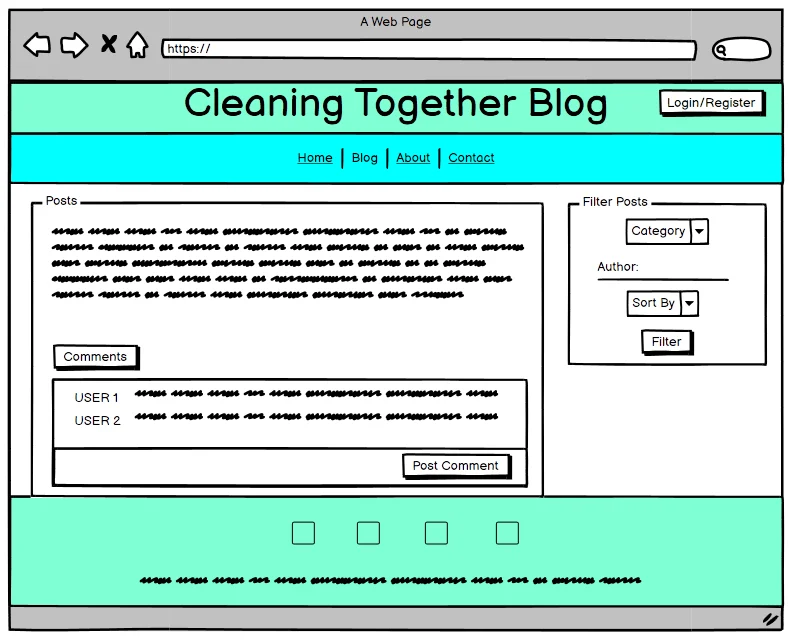 A Web Page
https://
Cleaning Together Blog
Login/Register
Home | Blog | About | Contact
Posts
Comments
USER 1
USER 2
Post Comment
Filter Posts
Category
Author:
Sort By
Filter